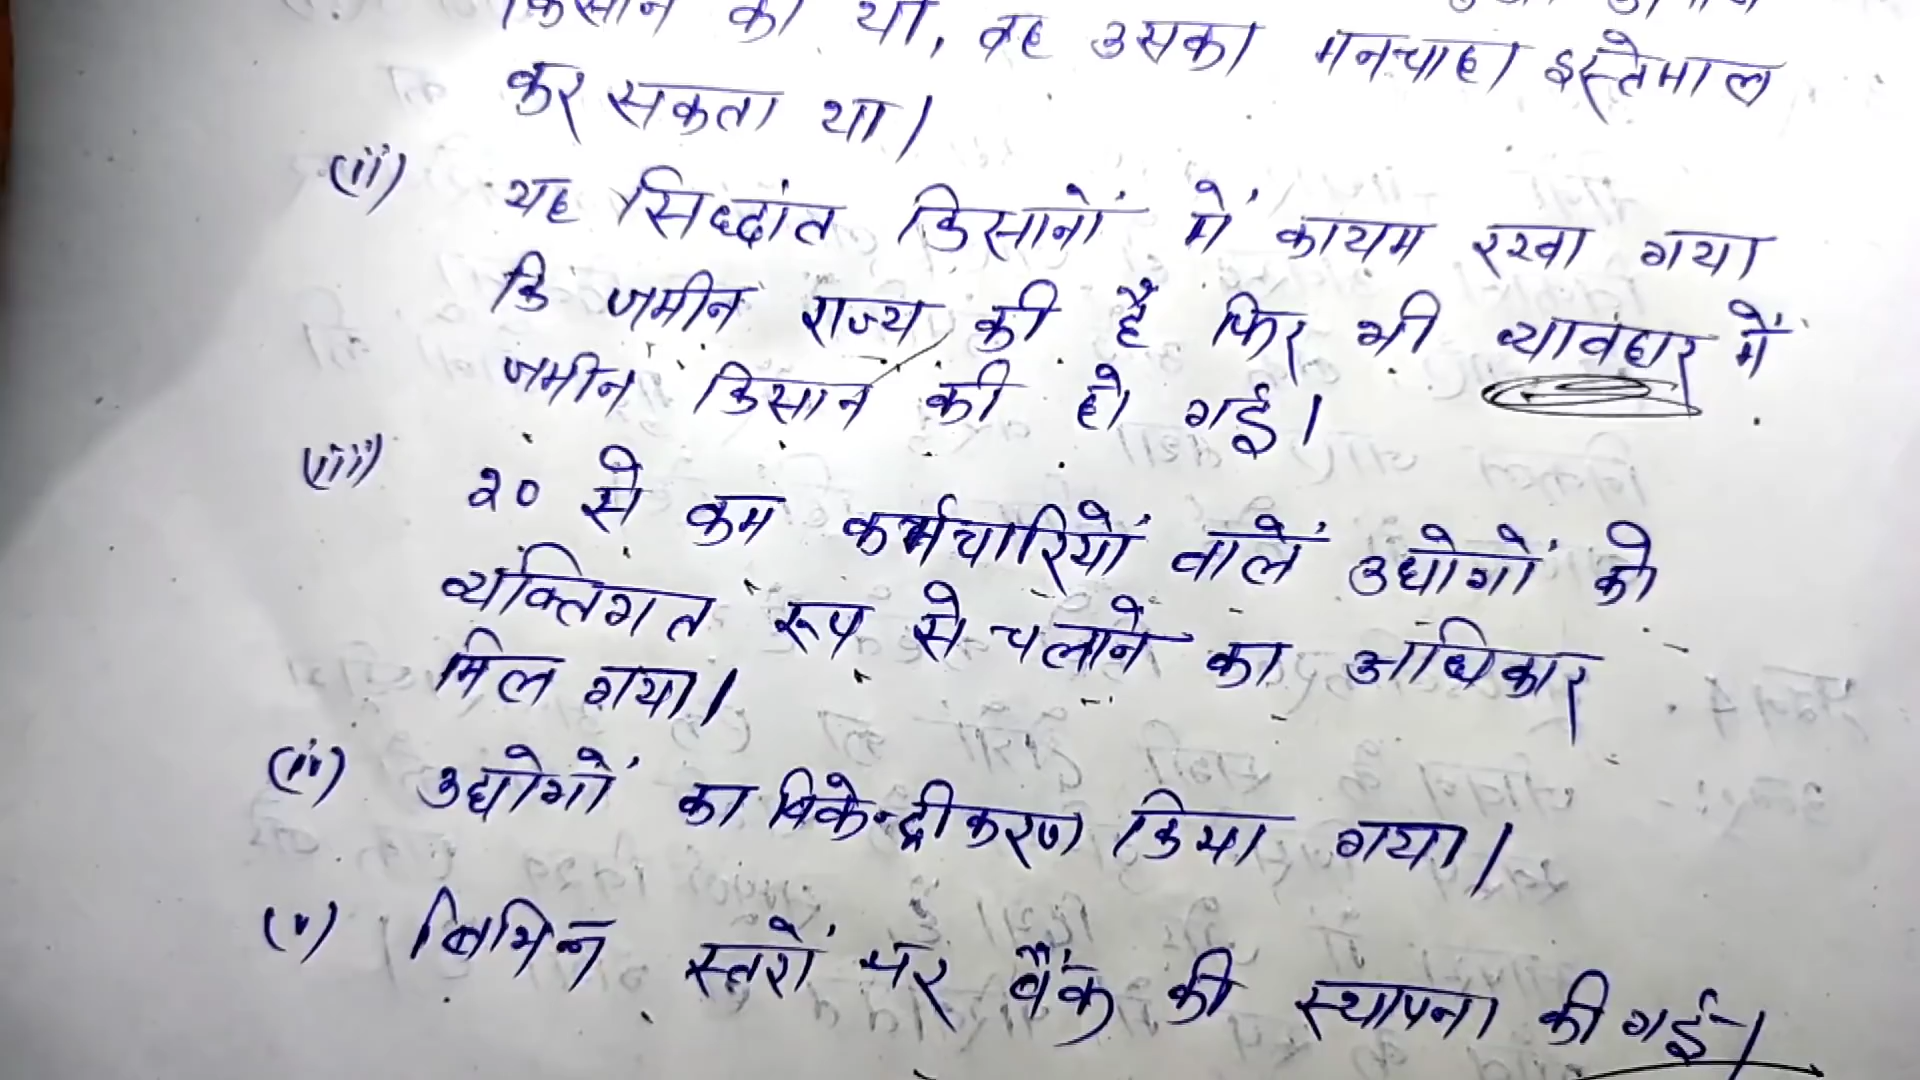 किसान का था, वह उसका मनचाहा इस्तेमाल
कर सकता था।
(ii) यह सिध्दांत किसानों में कायम रखा गया
कि जमीन राज्य की है फिर भी व्यावहार में
जमीन किसान की हो गई।
(iii) २० से कम कर्मचारियों वालें उद्योगों को
व्यक्तिगत रूप से चलाने का अधिकार
मिल गया।
(iv) उद्योगों का विकेन्द्रीकरण किया गया।
(v) विभिन्न स्तरों पर बैंक की स्थापना की गई।